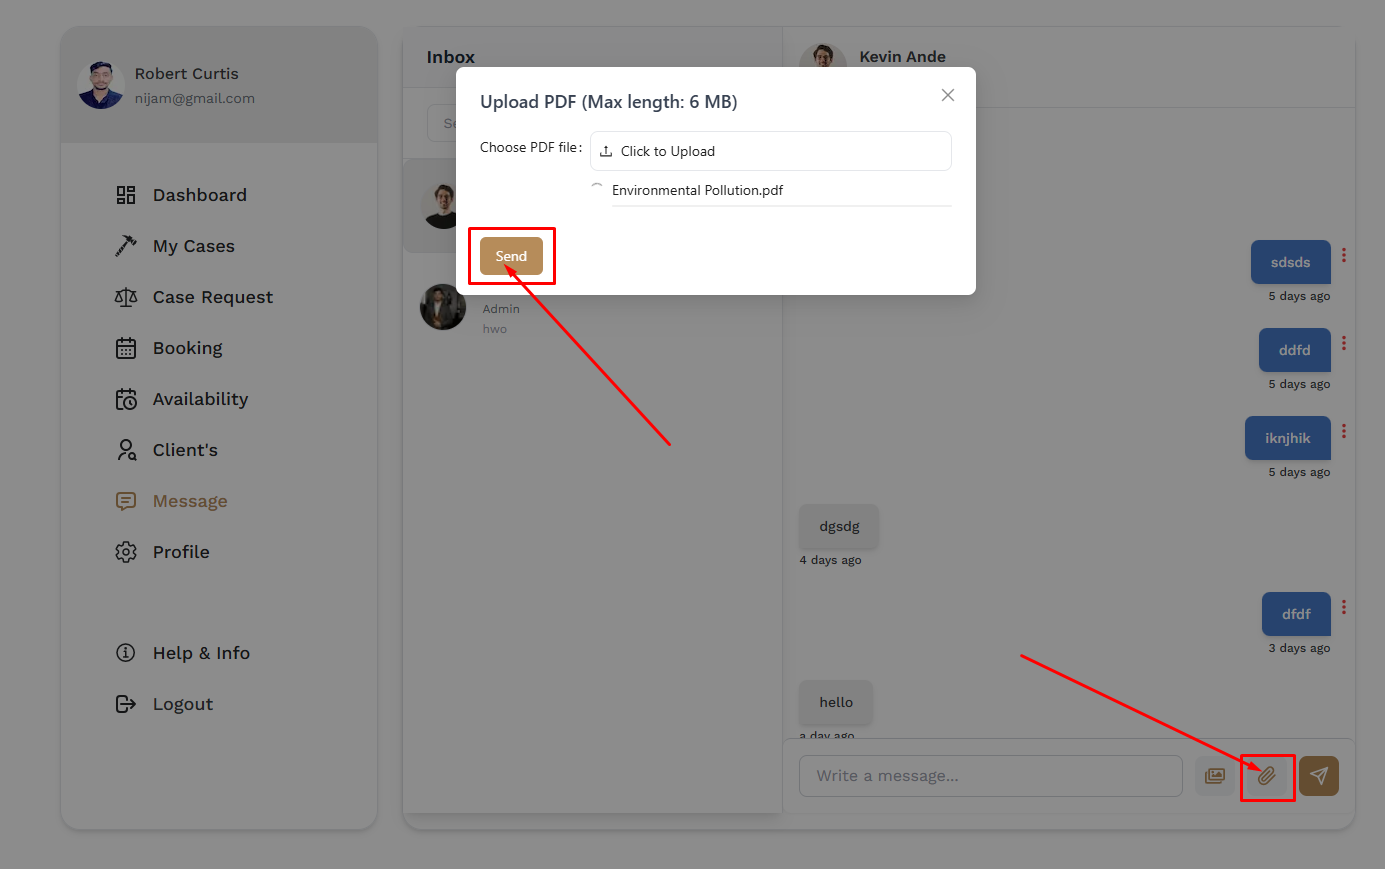 Robert Curtis
nijam@gmail.com
Dashboard
My Cases
Case Request
Booking
Availability
Client's
Message
Profile
Help & Info
Logout
Inbox
Se
Admin
hwo
Upload PDF (Max length: 6 MB)
Choose PDF file:
Click to Upload
Environmental Pollution.pdf
Send
Kevin Ande
sdsds
5 days ago
ddfd
5 days ago
iknjhik
5 days ago
dgsdg
4 days ago
dfdf
3 days ago
hello
a day ago
Write a message...